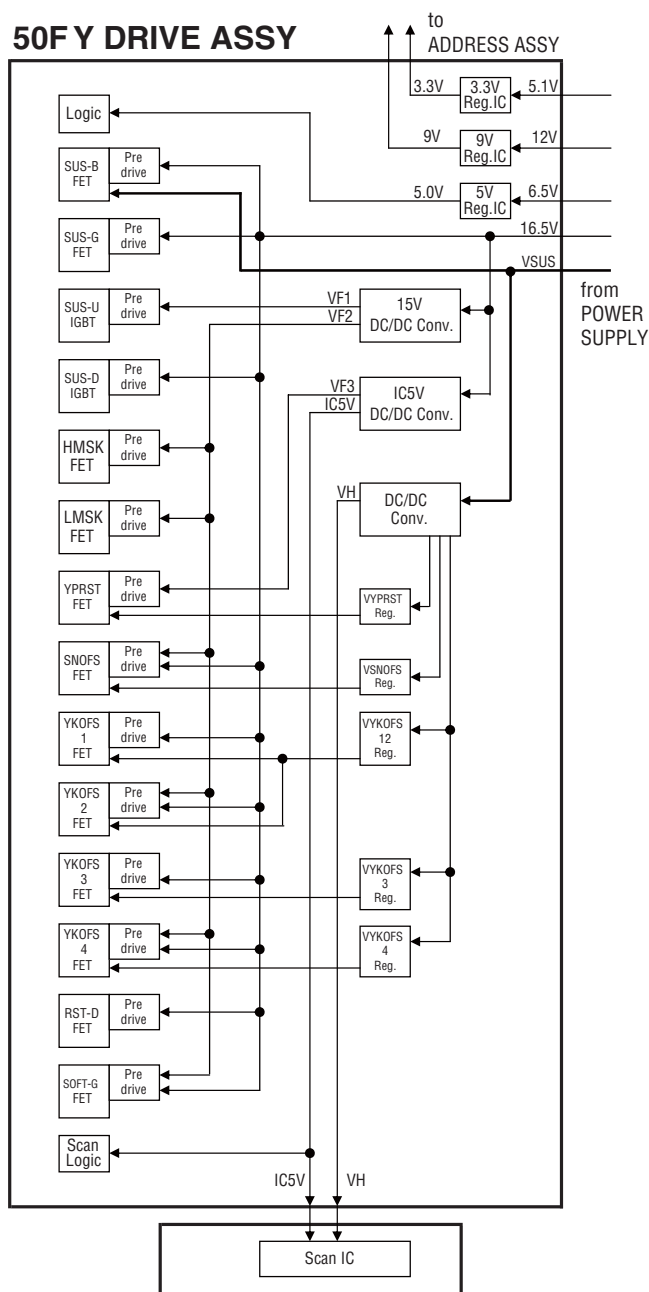 50F Y DRIVE ASSY
to
ADDRESS ASSY
3.3V
3.3V
Reg.IC
5.1V
Logic
9V
9V
Reg.IC
12V
SUS-B
FET
Pre
drive
5.0V
5V
Reg.IC
6.5V
SUS-G
FET
Pre
drive
16.5V
VSUS
from
POWER
SUPPLY
SUS-U
IGBT
Pre
drive
VF1
VF2
15V
DC/DC Conv.
SUS-D
IGBT
Pre
drive
VF3
IC5V
IC5V
DC/DC Conv.
HMSK
FET
Pre
drive
LMSK
FET
Pre
drive
VH
DC/DC
Conv.
YPRST
FET
Pre
drive
VYPRST
Reg.
SNOFS
FET
Pre
drive
VSNOFS
Reg.
YKOFS
1
FET
Pre
drive
VYKOFS
12
Reg.
YKOFS
2
FET
Pre
drive
YKOFS
3
FET
Pre
drive
VYKOFS
3
Reg.
YKOFS
4
FET
Pre
drive
VYKOFS
4
Reg.
RST-D
FET
Pre
drive
SOFT-G
FET
Pre
drive
Scan
Logic
IC5V
VH
Scan IC